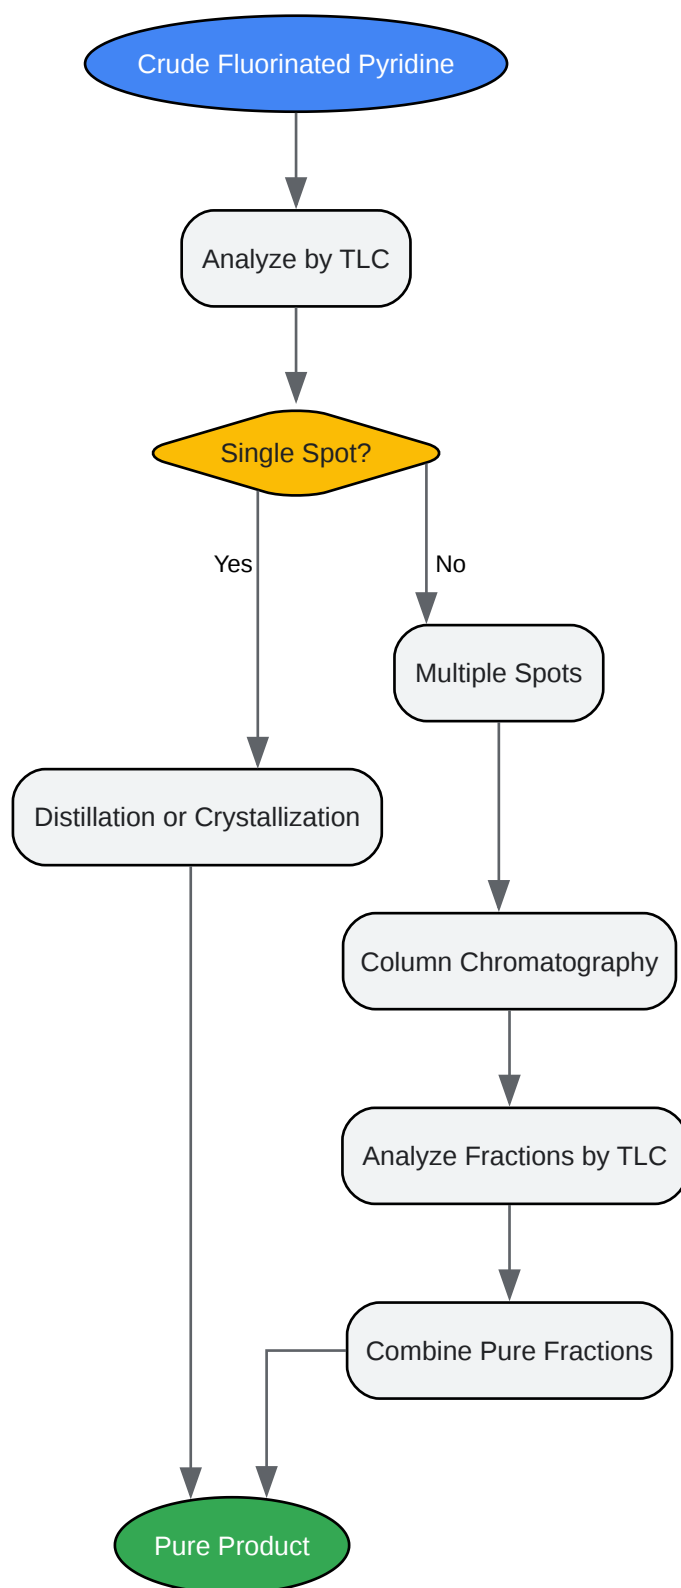 Crude Fluorinated Pyridine
Analyze by TLC
Single Spot?
Yes
No
Multiple Spots
Distillation or Crystallization
Column Chromatography
Analyze Fractions by TLC
Combine Pure Fractions
Pure Product